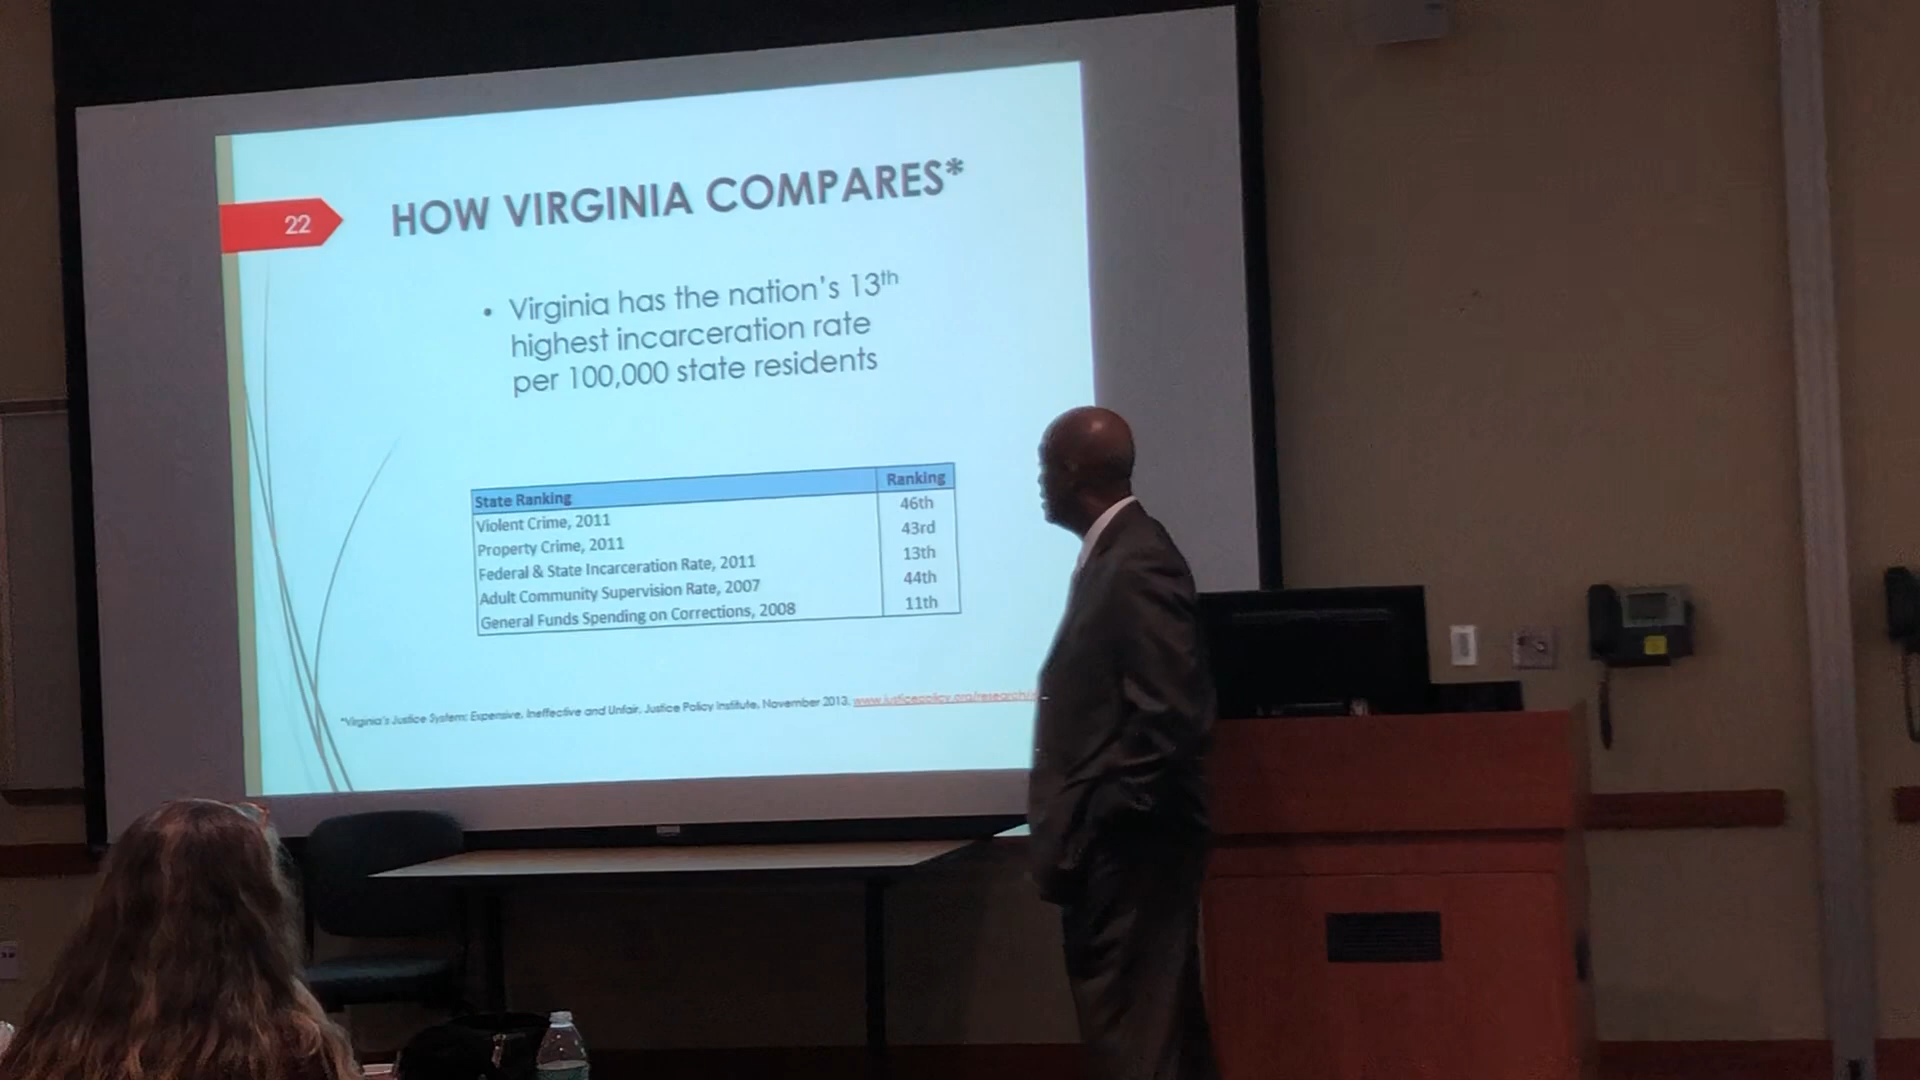 22
HOW VIRGINIA COMPARES*
• Virginia has the nation's 13th
highest incarceration rate
per 100,000 state residents
State Ranking Ranking
Violent Crime, 2011 46th
Property Crime, 2011 43rd
Federal & State Incarceration Rate, 2011 13th
Adult Community Supervision Rate, 2007 44th
General Funds Spending on Corrections, 2008 11th
*Virginia's Justice System: Expensive, Ineffective and Unfair, Justice Policy Institute, November 2013, www.justicepolicy.org/research/